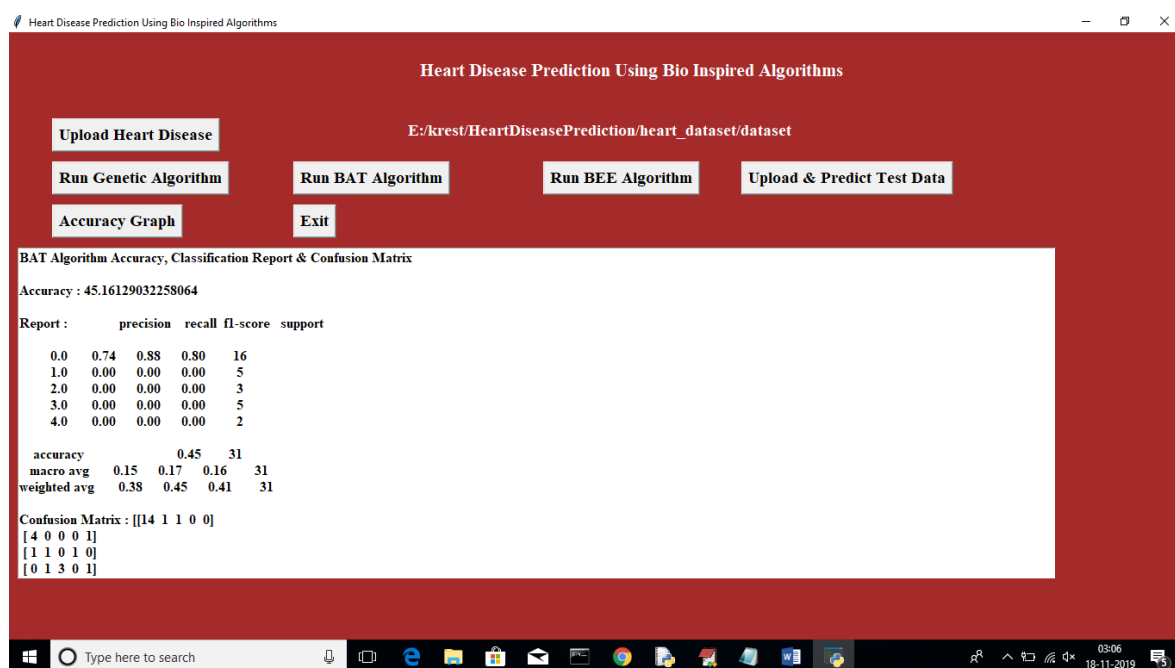 Heart Disease Prediction Using Bio Inspired Algorithms
Heart Disease Prediction Using Bio Inspired Algorithms
Upload Heart Disease
E:/krest/HeartDiseasePrediction/heart_dataset/dataset
Run Genetic Algorithm
Run BAT Algorithm
Run BEE Algorithm
Upload & Predict Test Data
Accuracy Graph
Exit
BAT Algorithm Accuracy, Classification Report & Confusion Matrix
Accuracy : 45.16129032258064
Report : precision recall f1-score support
0.0 0.74 0.88 0.80 16
1.0 0.00 0.00 0.00 5
2.0 0.00 0.00 0.00 3
3.0 0.00 0.00 0.00 5
4.0 0.00 0.00 0.00 2
accuracy 0.45 31
macro avg 0.15 0.17 0.16 31
weighted avg 0.38 0.45 0.41 31
Confusion Matrix : [[14 1 1 0 0]
[ 4 0 0 0 1]
[ 1 1 0 1 0]
[ 0 1 3 0 1]
Type here to search
03:06
18-11-2019